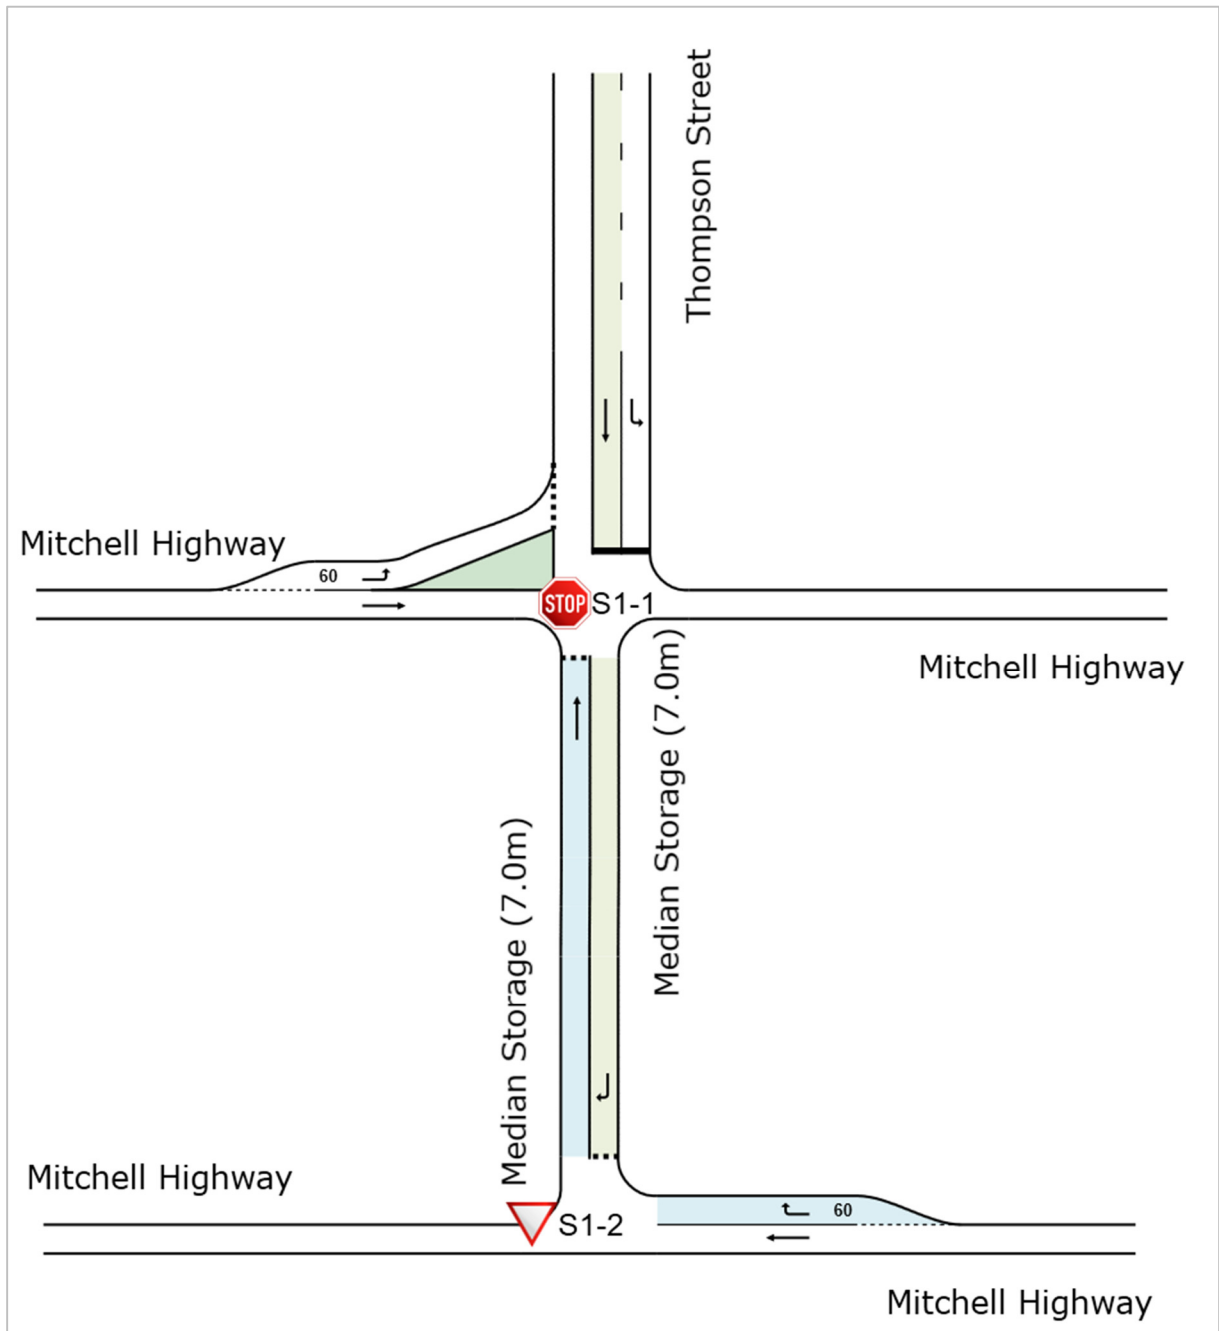 Thompson Street
Mitchell Highway
60
STOP
S1-1
Mitchell Highway
Median Storage (7.0m)
Median Storage (7.0m)
Mitchell Highway
60
S1-2
Mitchell Highway